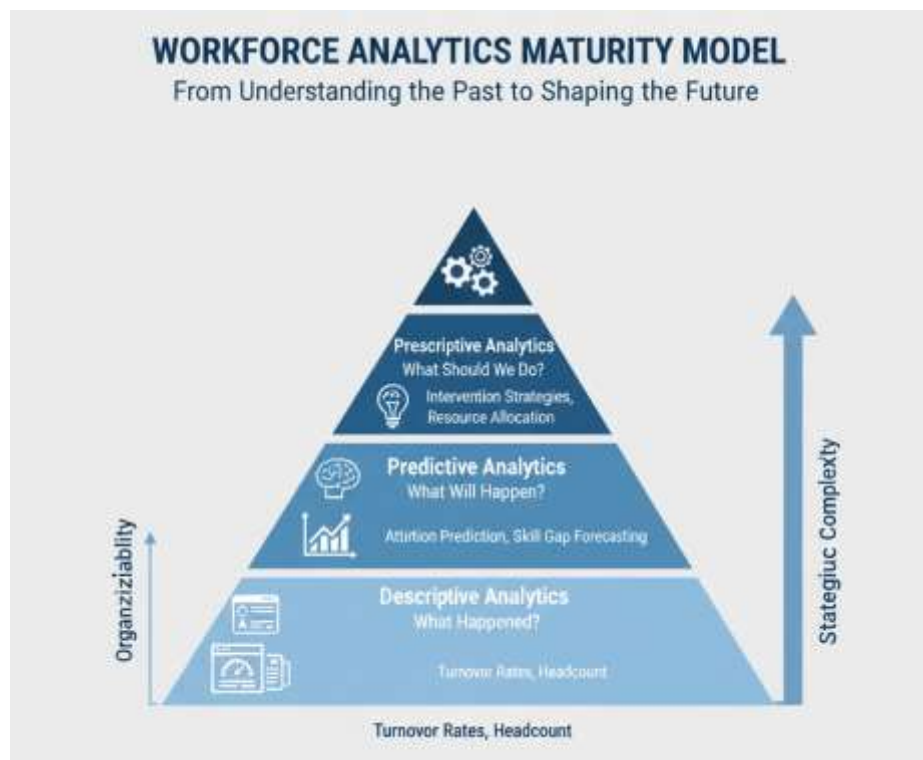 WORKFORCE ANALYTICS MATURITY MODEL
From Understanding the Past to Shaping the Future
Prescriptive Analytics
What Should We Do?
Intervention Strategies,
Resource Allocation
Predictive Analytics
What Will Happen?
Attirtion Prediction, Skill Gap Forecasting
Descriptive Analytics
What Happened?
Turnover Rates, Headcount
Organziziablity
Stategiuc Complexty
Turnovor Rates, Headcount